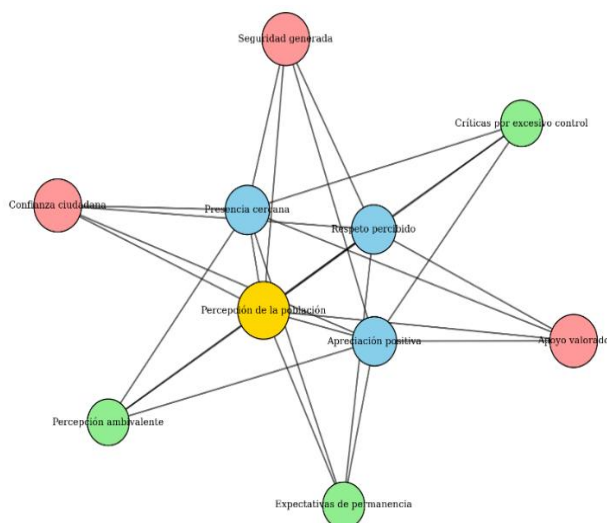 Seguridad generada
Críticas por excesivo control
Confianza ciudadana
Presencia cercana
Respeto percibido
Percepción de la población
Apreciación positiva
Apoyo valorado
Percepción ambivalente
Expectativas de permanencia